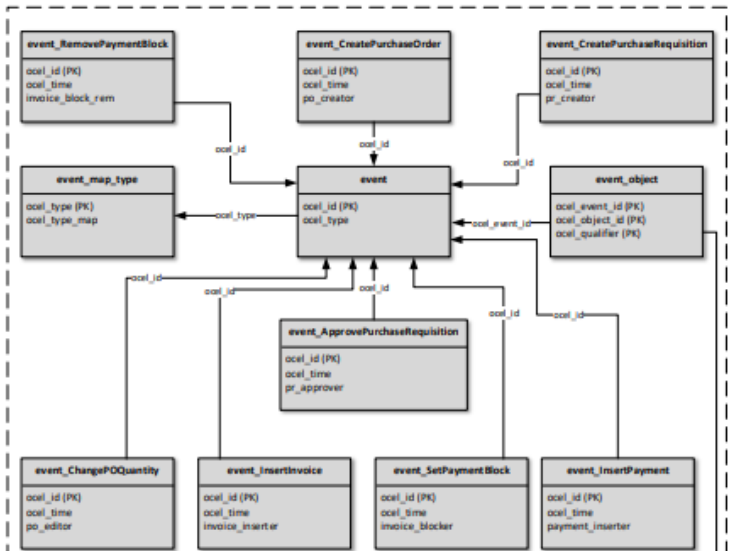 event_RemovePaymentBlock
ocel_id (PK)
ocel_time
invoice_block_rem
event_CreatePurchaseOrder
ocel_id (PK)
ocel_time
po_creator
event_CreatePurchaseRequisition
ocel_id (PK)
ocel_time
pr_creator
ocel_id
ocel_id
ocel_id
event_map_type
ocel_type (PK)
ocel_type_map
ocel_type
event
ocel_id (PK)
ocel_type
ocel_event_id
event_object
ocel_event_id (PK)
ocel_object_id (PK)
ocel_qualifier (PK)
ocel_id
ocel_id
ocel_id
ocel_id
ocel_id
event_ApprovePurchaseRequisition
ocel_id (PK)
ocel_time
pr_approver
event_ChangePOQuantity
ocel_id (PK)
ocel_time
po_editor
event_InsertInvoice
ocel_id (PK)
ocel_time
invoice_inserter
event_SetPaymentBlock
ocel_id (PK)
ocel_time
invoice_blocker
event_InsertPayment
ocel_id (PK)
ocel_time
payment_inserter